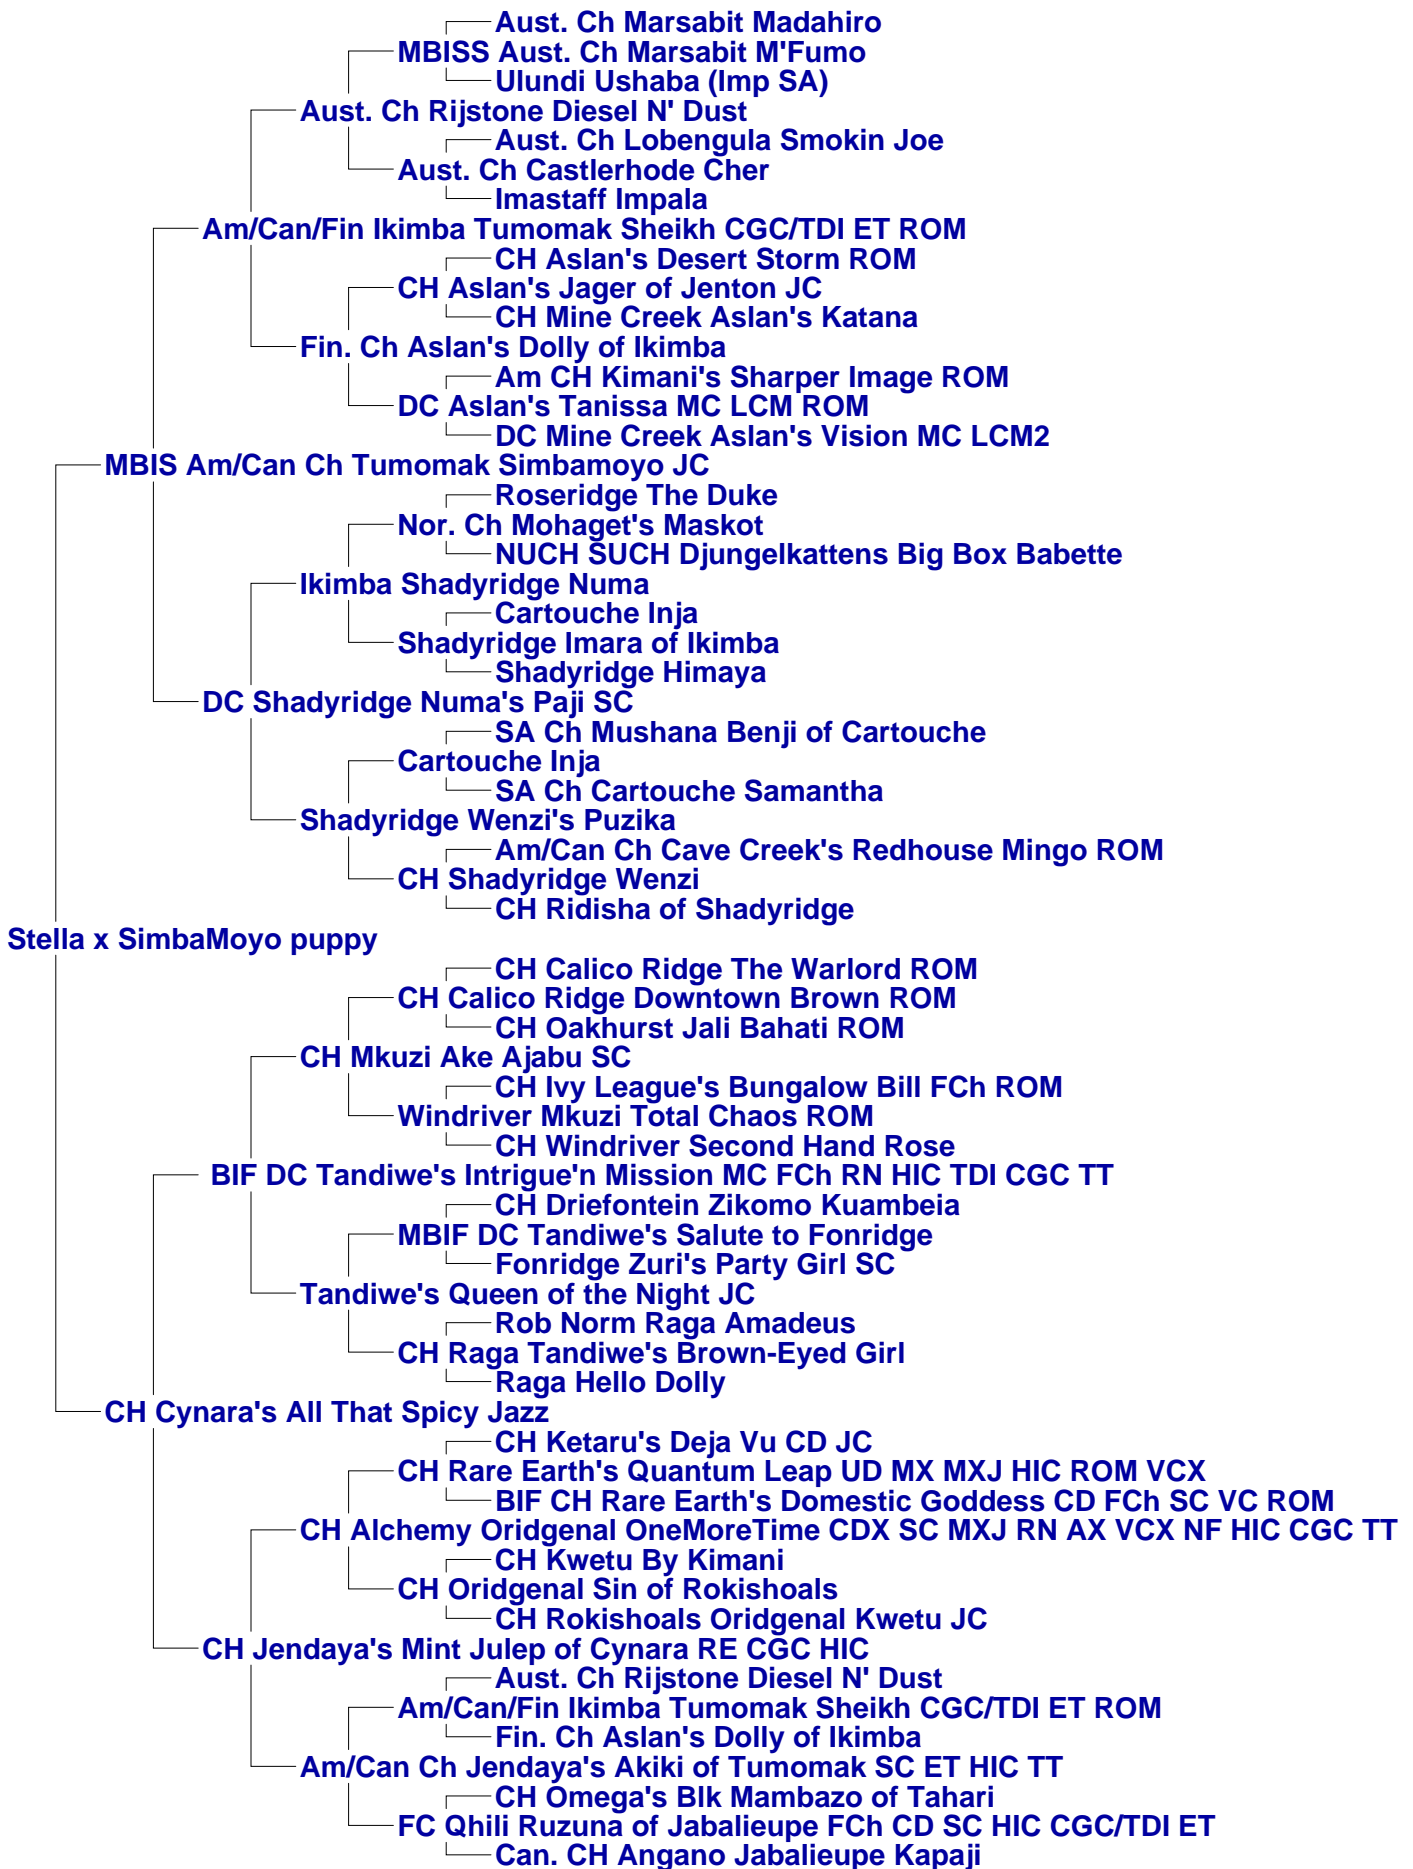 Aust. Ch Marsabit Madahiro
MBISS Aust. Ch Marsabit M'Fumo
Ulundi Ushaba (Imp SA)
Aust. Ch Rijstone Diesel N' Dust
Aust. Ch Lobengula Smokin Joe
Aust. Ch Castlerhode Cher
Imastaff Impala
Am/Can/Fin Ikimba Tumomak Sheikh CGC/TDI ET ROM
CH Aslan's Desert Storm ROM
CH Aslan's Jager of Jenton JC
CH Mine Creek Aslan's Katana
Fin. Ch Aslan's Dolly of Ikimba
Am CH Kimani's Sharper Image ROM
DC Aslan's Tanissa MC LCM ROM
DC Mine Creek Aslan's Vision MC LCM2
MBIS Am/Can Ch Tumomak Simbamoyo JC
Roseridge The Duke
Nor. Ch Mohaget's Maskot
NUCH SUCH Djungelkattens Big Box Babette
Ikimba Shadyridge Numa
Cartouche Inja
Shadyridge Imara of Ikimba
Shadyridge Himaya
DC Shadyridge Numa's Paji SC
SA Ch Mushana Benji of Cartouche
Cartouche Inja
SA Ch Cartouche Samantha
Shadyridge Wenzi's Puzika
Am/Can Ch Cave Creek's Redhouse Mingo ROM
CH Shadyridge Wenzi
CH Ridisha of Shadyridge
Stella x SimbaMoyo puppy
CH Calico Ridge The Warlord ROM
CH Calico Ridge Downtown Brown ROM
CH Oakhurst Jali Bahati ROM
CH Mkuzi Ake Ajabu SC
CH Ivy League's Bungalow Bill FCh ROM
Windriver Mkuzi Total Chaos ROM
CH Windriver Second Hand Rose
BIF DC Tandiwe's Intrigue'n Mission MC FCh RN HIC TDI CGC TT
CH Driefontein Zikomo Kuambeia
MBIF DC Tandiwe's Salute to Fonridge
Fonridge Zuri's Party Girl SC
Tandiwe's Queen of the Night JC
Rob Norm Raga Amadeus
CH Raga Tandiwe's Brown-Eyed Girl
Raga Hello Dolly
CH Cynara's All That Spicy Jazz
CH Ketaru's Deja Vu CD JC
CH Rare Earth's Quantum Leap UD MX MXJ HIC ROM VCX
BIF CH Rare Earth's Domestic Goddess CD FCh SC VC ROM
CH Alchemy Oridgenal OneMoreTime CDX SC MXJ RN AX VCX NF HIC CGC TT
CH Kwetu By Kimani
CH Oridgenal Sin of Rokishoals
CH Rokishoals Oridgenal Kwetu JC
CH Jendaya's Mint Julep of Cynara RE CGC HIC
Aust. Ch Rijstone Diesel N' Dust
Am/Can/Fin Ikimba Tumomak Sheikh CGC/TDI ET ROM
Fin. Ch Aslan's Dolly of Ikimba
Am/Can Ch Jendaya's Akiki of Tumomak SC ET HIC TT
CH Omega's Blk Mambazo of Tahari
FC Qhili Ruzuna of Jabalieupe FCh CD SC HIC CGC/TDI ET
Can. CH Angano Jabalieupe Kapaji